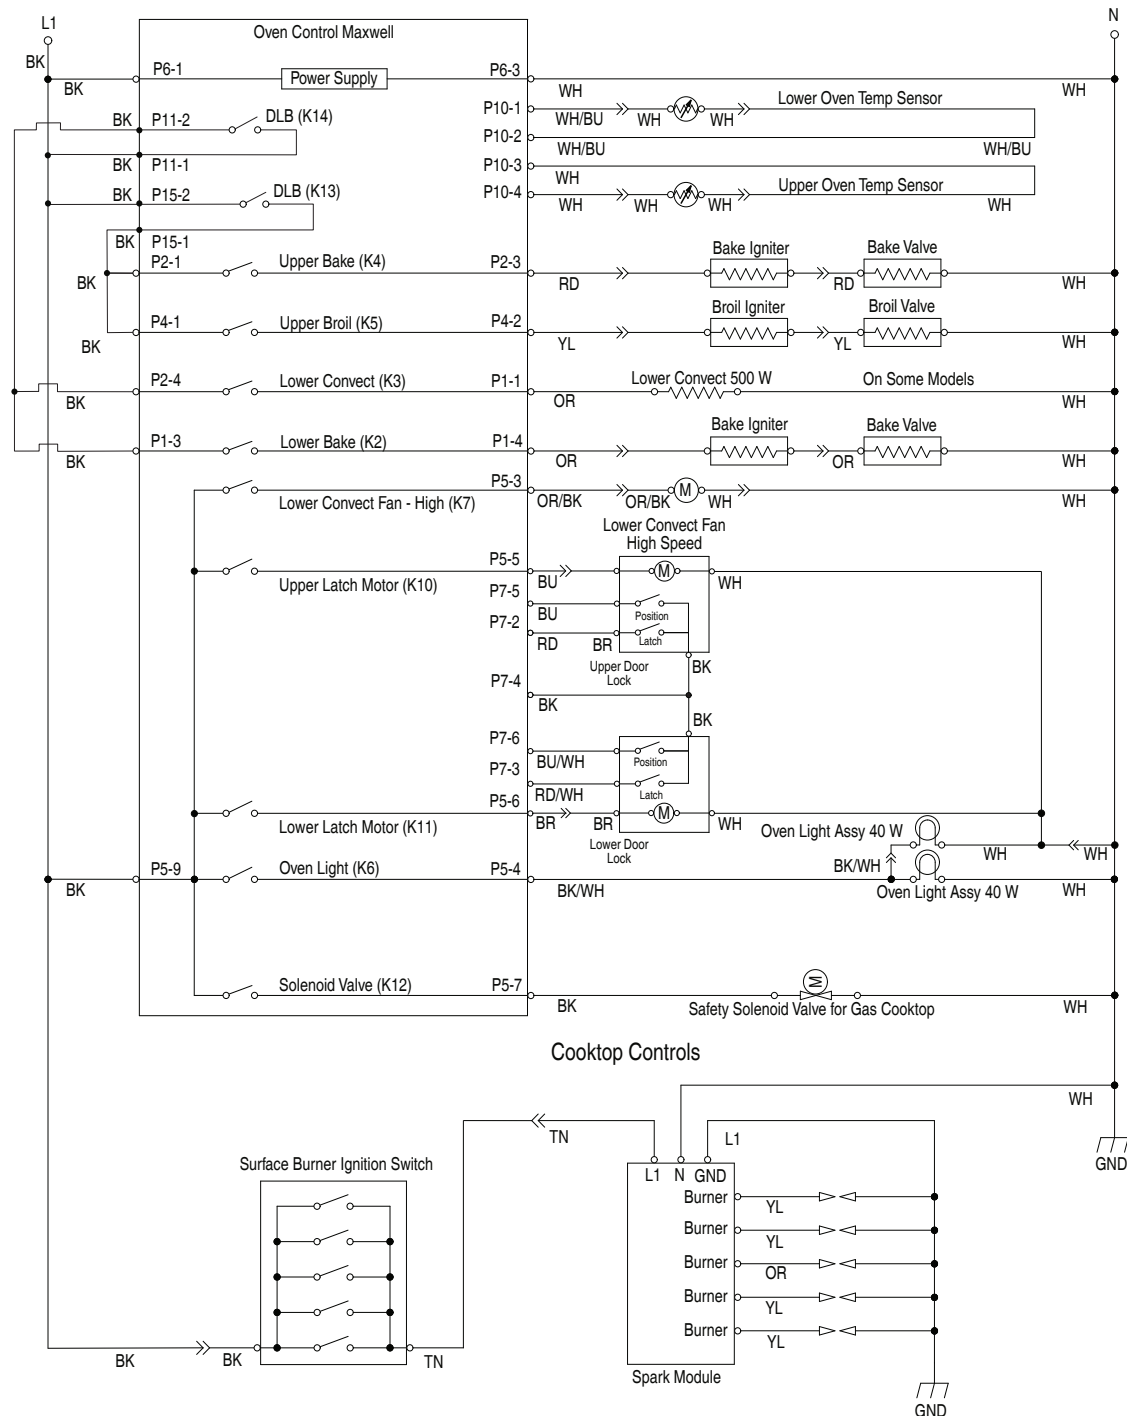 L1
N
Oven Control Maxwell
BK
P6-1
Power Supply
P6-3
BK
WH
WH
P10-1
Lower Oven Temp Sensor
BK
P11-2
DLB (K14)
WH/BU
WH
WH
P10-2
WH/BU
WH/BU
BK
P11-1
P10-3
WH
BK
P15-2
DLB (K13)
P10-4
Upper Oven Temp Sensor
WH
WH
WH
WH
BK
P15-1
Bake Igniter
Bake Valve
P2-1
Upper Bake (K4)
P2-3
BK
RD
RD
WH
Broil Igniter
Broil Valve
P4-1
Upper Broil (K5)
P4-2
BK
YL
YL
WH
P2-4
Lower Convect (K3)
P1-1
Lower Convect 500 W
On Some Models
BK
OR
WH
Bake Igniter
Bake Valve
P1-3
Lower Bake (K2)
P1-4
BK
OR
OR
WH
P5-3
Lower Convect Fan - High (K7)
OR/BK
OR/BK
M
WH
WH
Lower Convect Fan
High Speed
P5-5
Upper Latch Motor (K10)
BU
M
WH
P7-5
BU
Position
P7-2
RD
BR
Latch
Upper Door
Lock
BK
P7-4
BK
BK
P7-6
BU/WH
Position
P7-3
RD/WH
Latch
P5-6
Lower Latch Motor (K11)
BR
BR
M
WH
Lower Door
Lock
Oven Light Assy 40 W
BK/WH
WH
WH
P5-9
Oven Light (K6)
P5-4
BK
BK/WH
Oven Light Assy 40 W
WH
Solenoid Valve (K12)
P5-7
M
BK
Safety Solenoid Valve for Gas Cooktop
WH
Cooktop Controls
WH
TN
L1
GND
Surface Burner Ignition Switch
L1
N
GND
Burner
YL
Burner
YL
Burner
OR
Burner
YL
Burner
YL
BK
BK
TN
Spark Module
GND